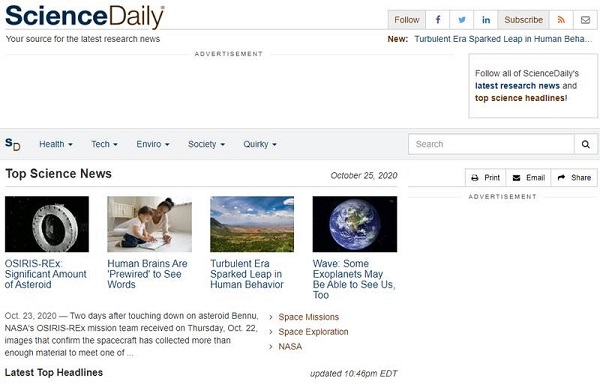 ScienceDaily®
Your source for the latest research news
Follow
Subscribe
New: Turbulent Era Sparked Leap in Human Beha...
ADVERTISEMENT
Follow all of ScienceDaily's
latest research news and
top science headlines!
SD
Health
Tech
Enviro
Society
Quirky
Search
Top Science News
October 25, 2020
Print
Email
Share
ADVERTISEMENT
OSIRIS-REx:
Significant Amount
of Asteroid
Human Brains Are
'Prewired' to See
Words
Turbulent Era
Sparked Leap in
Human Behavior
Wave: Some
Exoplanets May
Be Able to See Us,
Too
Oct. 23, 2020 — Two days after touching down on asteroid Bennu,
NASA's OSIRIS-REx mission team received on Thursday, Oct. 22,
images that confirm the spacecraft has collected more than
enough material to meet one of ...
Space Missions
Space Exploration
NASA
Latest Top Headlines
updated 10:46pm EDT